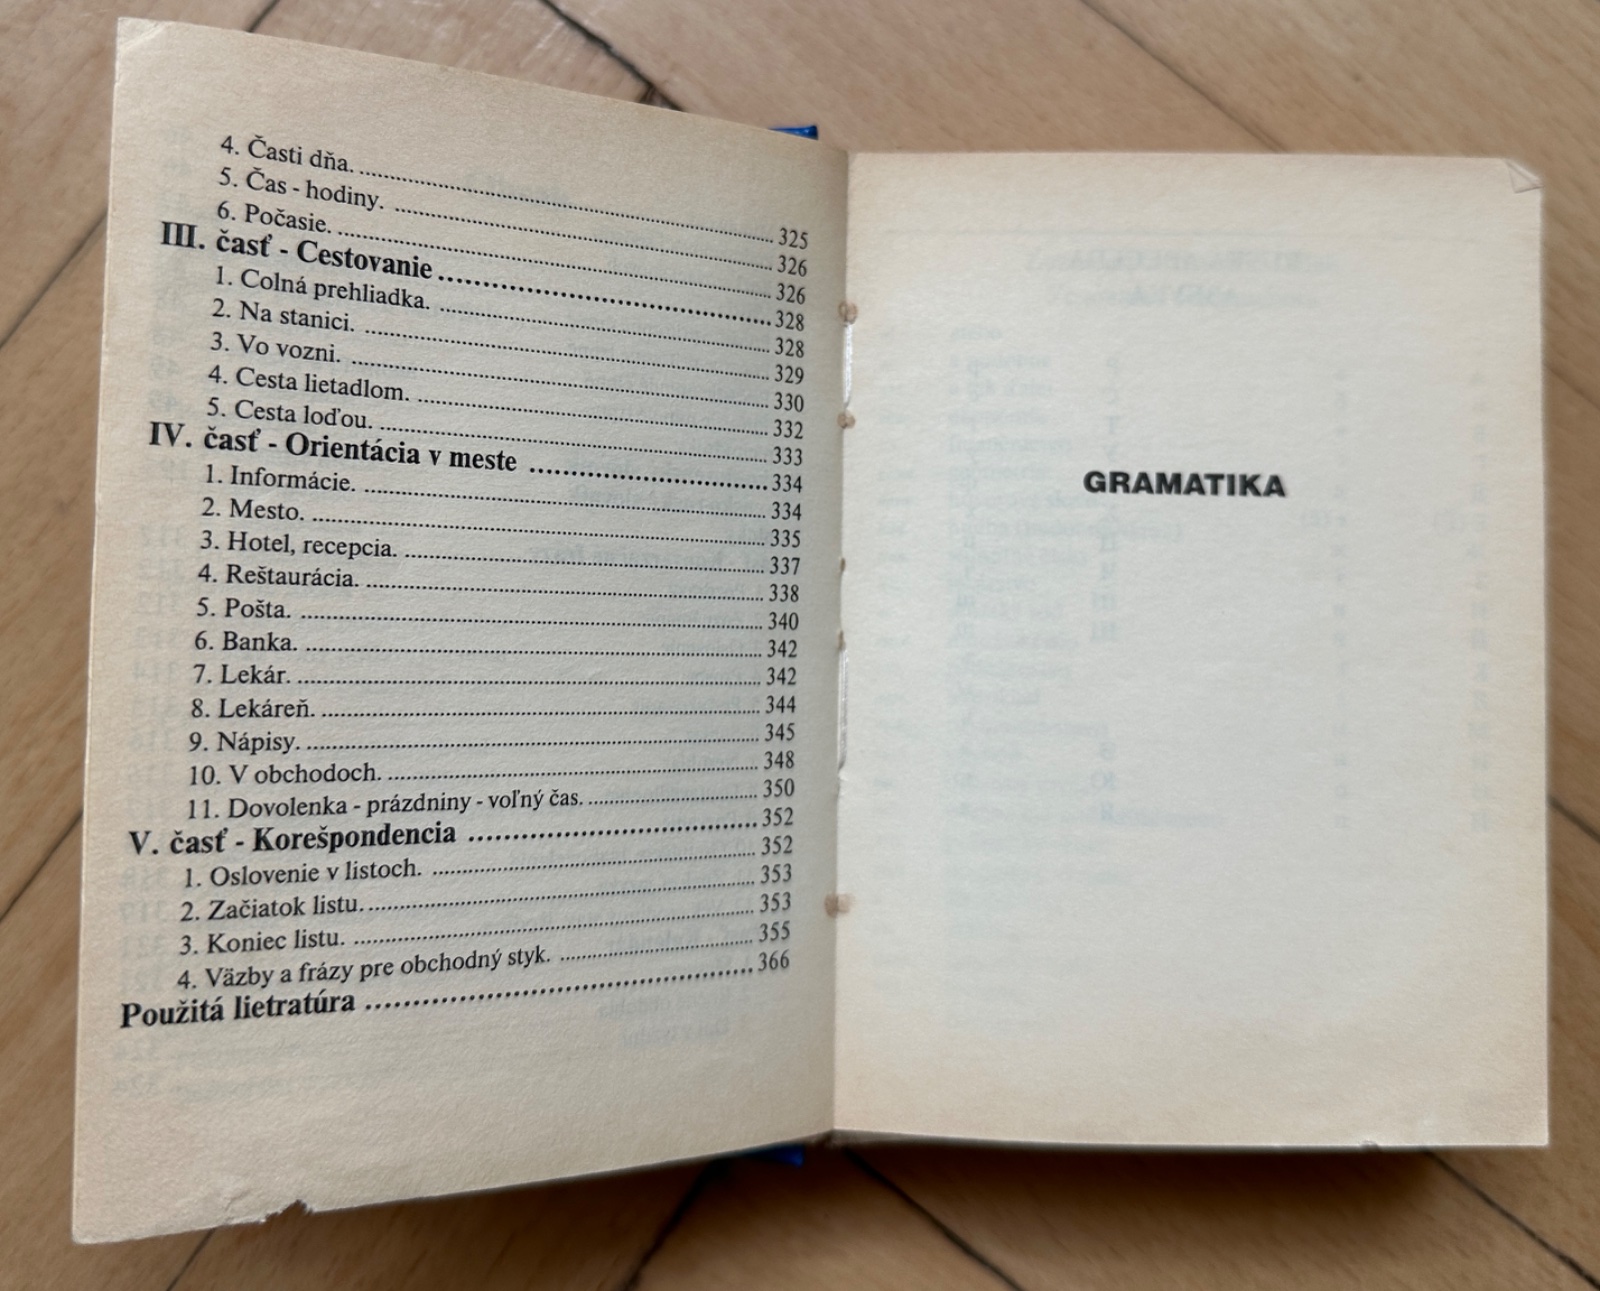 4. Časti dňa. ........ 325
5. Čas - hodiny. ........ 326
6. Počasie. ........ 326
III. časť - Cestovanie ........ 328
1. Colná prehliadka. ........ 328
2. Na stanici. ........ 329
3. Vo vozni. ........ 330
4. Cesta lietadlom. ........ 332
5. Cesta loďou. ........ 333
IV. časť - Orientácia v meste ........ 334
1. Informácie. ........ 334
2. Mesto. ........ 335
3. Hotel, recepcia. ........ 337
4. Reštaurácia. ........ 338
5. Pošta. ........ 340
6. Banka. ........ 342
7. Lekár. ........ 342
8. Lekáreň. ........ 344
9. Nápisy. ........ 345
10. V obchodoch. ........ 348
11. Dovolenka - prázdniny - voľný čas. ........ 350
V. časť - Korešpondencia ........ 352
1. Oslovenie v listoch. ........ 352
2. Začiatok listu. ........ 353
3. Koniec listu. ........ 353
4. Väzby a frázy pre obchodný styk. ........ 355
Použitá lietratúra ........ 366
GRAMATIKA